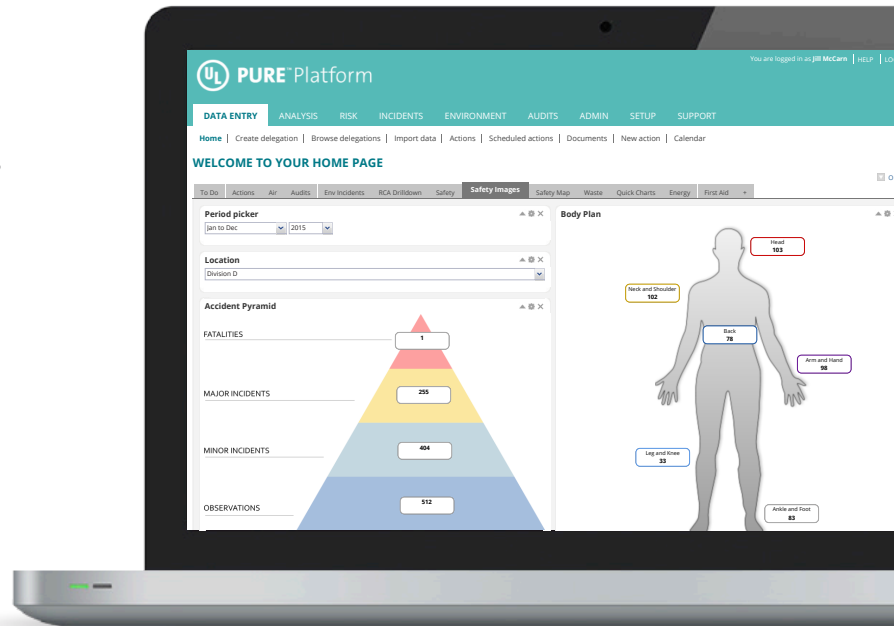 You are logged in as Jill McCarn | HELP |
UL PURE™Platform
DATA ENTRY ANALYSIS RISK INCIDENTS ENVIRONMENT AUDITS ADMIN SETUP SUPPORT
Home | Create delegation | Browse delegations | Import data | Actions | Scheduled actions | Documents | New action | Calendar
WELCOME TO YOUR HOME PAGE
To Do Actions Air Audits Env Incidents RCA Drilldown Safety Safety Images Safety Map Waste Quick Charts Energy First Aid +
Period picker
Jan to Dec 2015
Location
Division D
Accident Pyramid
FATALITIES 1
MAJOR INCIDENTS 255
MINOR INCIDENTS 404
OBSERVATIONS 512
Body Plan
Head
103
Neck and Shoulder
102
Back
78
Arm and Hand
98
Leg and Knee
33
Ankle and Foot
83